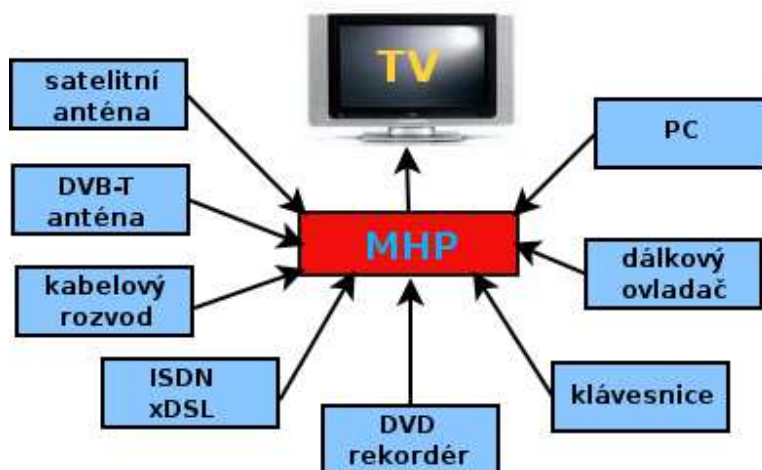 TV
satelitní
anténa
PC
DVB-T
anténa
MHP
dálkový
ovladač
kabelový
rozvod
ISDN
xDSL
DVD
rekordér
klávesnice